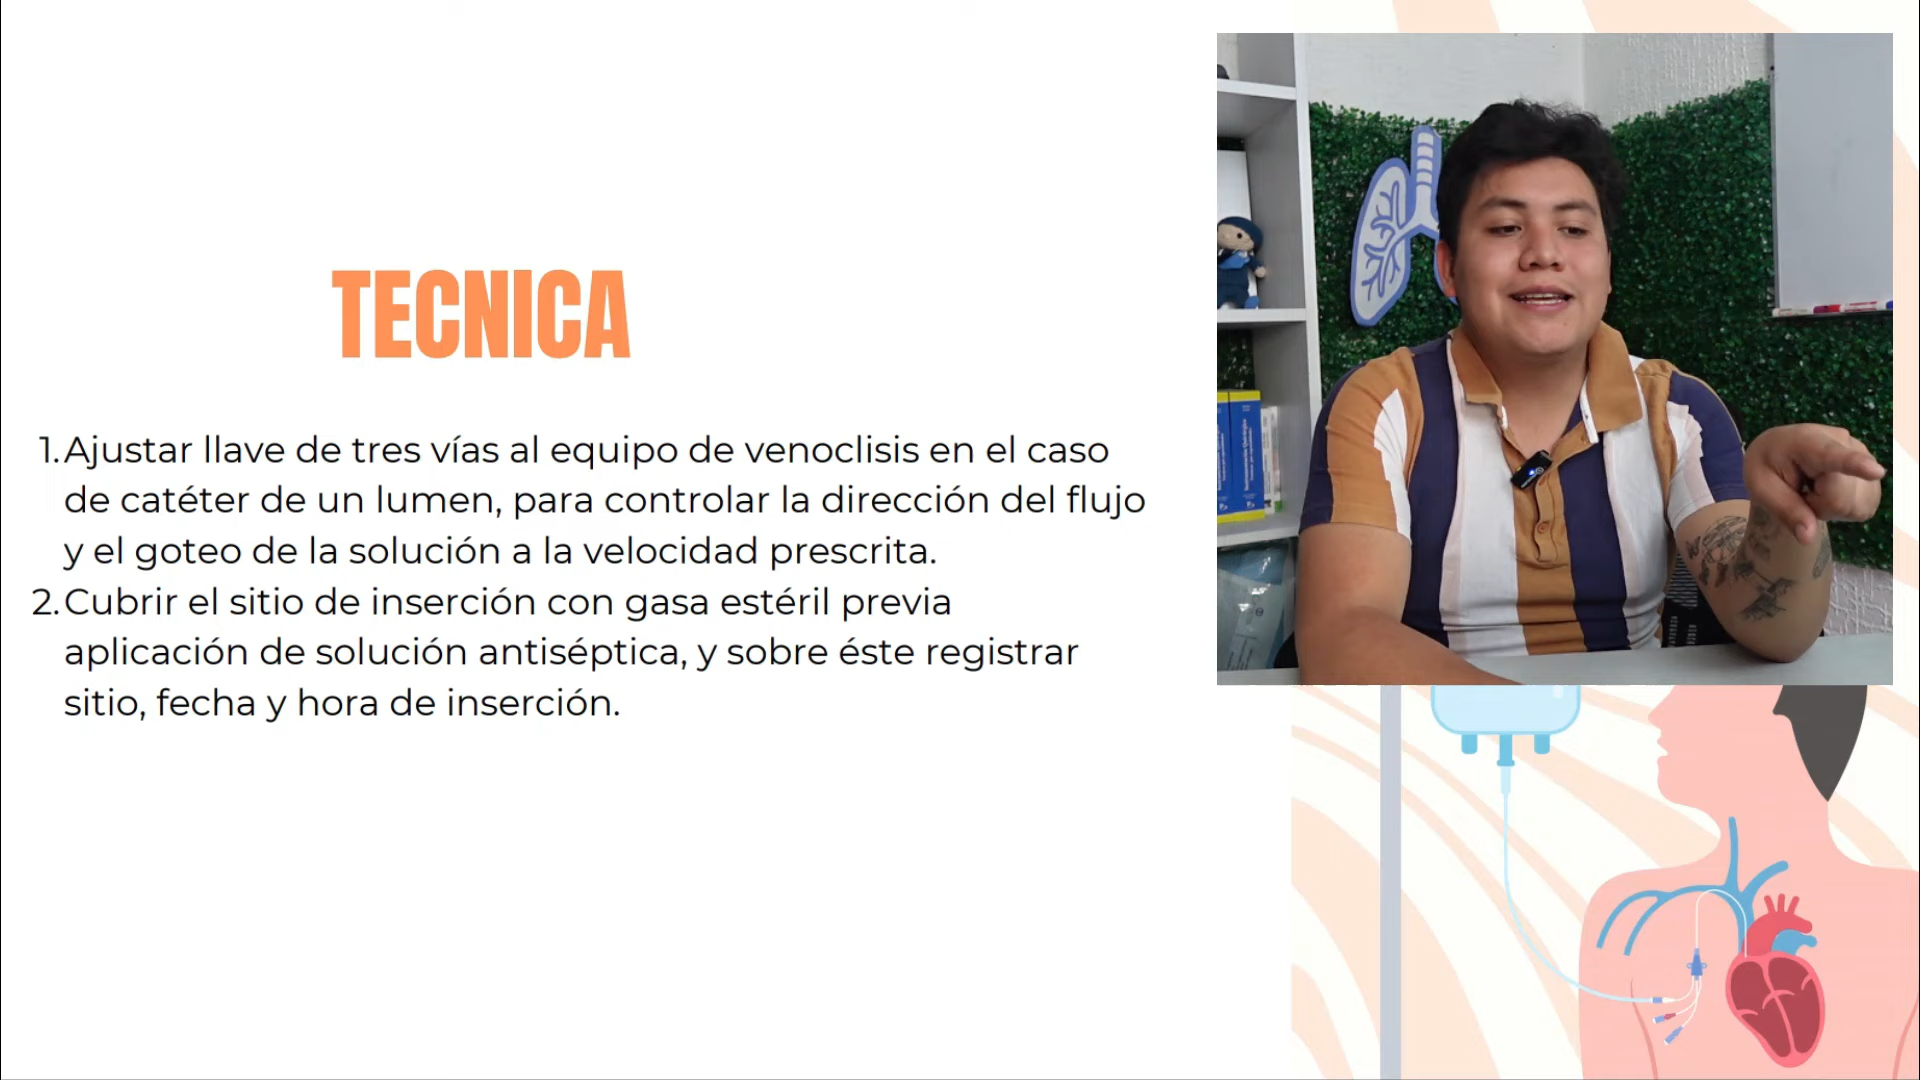 TECNICA
1. Ajustar llave de tres vías al equipo de venoclisis en el caso
de catéter de un lumen, para controlar la dirección del flujo
y el goteo de la solución a la velocidad prescrita.
2. Cubrir el sitio de inserción con gasa estéril previa
aplicación de solución antiséptica, y sobre éste registrar
sitio, fecha y hora de inserción.